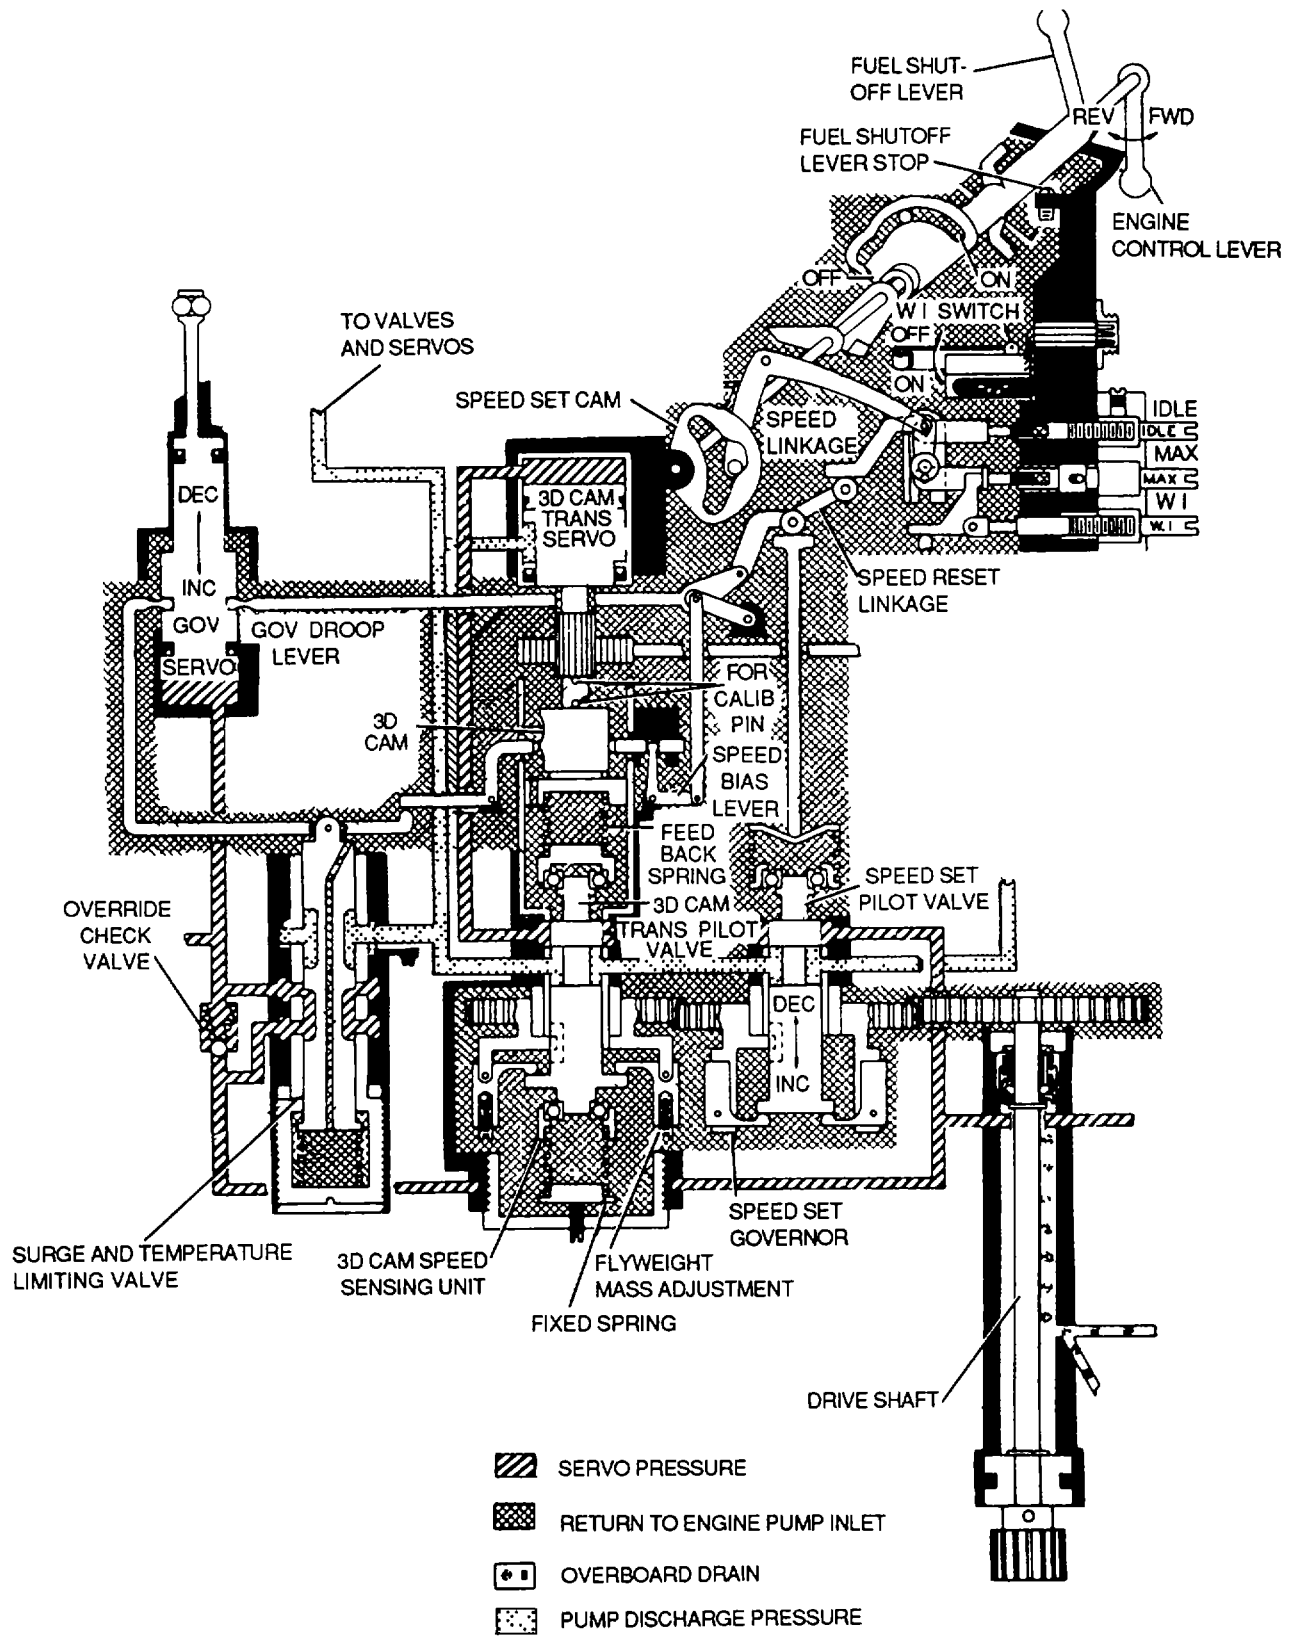 FUEL SHUT-
OFF LEVER
REV FWD
FUEL SHUTOFF
LEVER STOP
ENGINE
CONTROL LEVER
OFF
ON
W I SWITCH
OFF
ON
TO VALVES
AND SERVOS
SPEED SET CAM
SPEED
LINKAGE
IDLE
IDLE
MAX
MAX
W I
W.I
DEC
INC
GOV
SERVO
3D CAM
TRANS
SERVO
SPEED RESET
LINKAGE
GOV DROOP
LEVER
FOR
CALIB
PIN
3D
CAM
SPEED
BIAS
LEVER
FEED
BACK
SPRING
SPEED SET
PILOT VALVE
3D CAM
TRANS PILOT
VALVE
OVERRIDE
CHECK
VALVE
DEC
INC
SURGE AND TEMPERATURE
LIMITING VALVE
3D CAM SPEED
SENSING UNIT
FLYWEIGHT
MASS ADJUSTMENT
FIXED SPRING
SPEED SET
GOVERNOR
DRIVE SHAFT
SERVO PRESSURE
RETURN TO ENGINE PUMP INLET
OVERBOARD DRAIN
PUMP DISCHARGE PRESSURE